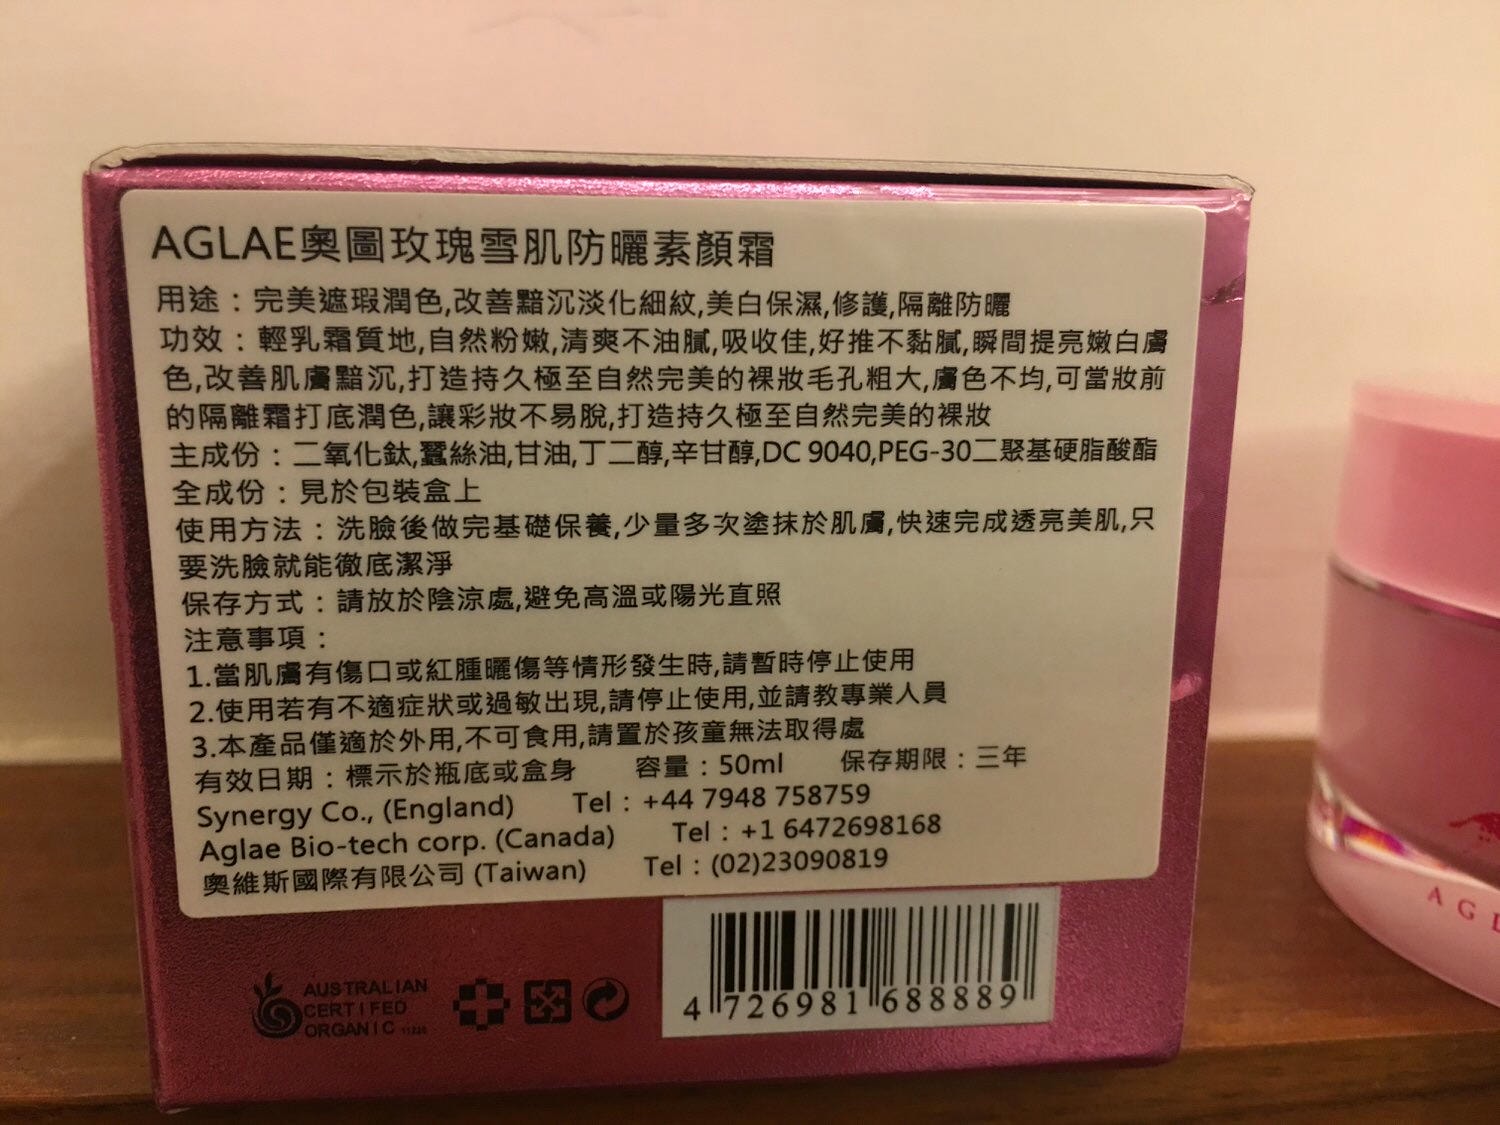 AGLAE奧圖玫瑰雪肌防曬素顏霜
用途：完美遮瑕潤色,改善黯沉淡化細紋,美白保濕,修護,隔離防曬
功效：輕乳霜質地,自然粉嫩,清爽不油膩,吸收佳,好推不黏膩,瞬間提亮嫩白膚
色,改善肌膚黯沉,打造持久極至自然完美的裸妝毛孔粗大,膚色不均,可當妝前
的隔離霜打底潤色,讓彩妝不易脫,打造持久極至自然完美的裸妝
主成份：二氧化鈦,蠶絲油,甘油,丁二醇,辛甘醇,DC 9040,PEG-30二聚基硬脂酸酯
全成份：見於包裝盒上
使用方法：洗臉後做完基礎保養,少量多次塗抹於肌膚,快速完成透亮美肌,只
要洗臉就能徹底潔淨
保存方式：請放於陰涼處,避免高溫或陽光直照
注意事項：
1.當肌膚有傷口或紅腫曬傷等情形發生時,請暫時停止使用
2.使用若有不適症狀或過敏出現,請停止使用,並請教專業人員
3.本產品僅適於外用,不可食用,請置於孩童無法取得處
有效日期：標示於瓶底或盒身 容量：50ml 保存期限：三年
Synergy Co., (England) Tel：+44 7948 758759
Aglae Bio-tech corp. (Canada) Tel：+1 6472698168
奧維斯國際有限公司 (Taiwan) Tel：(02)23090819
AUSTRALIAN
CERTIFED
ORGANIC
4 726981 688889
AGL